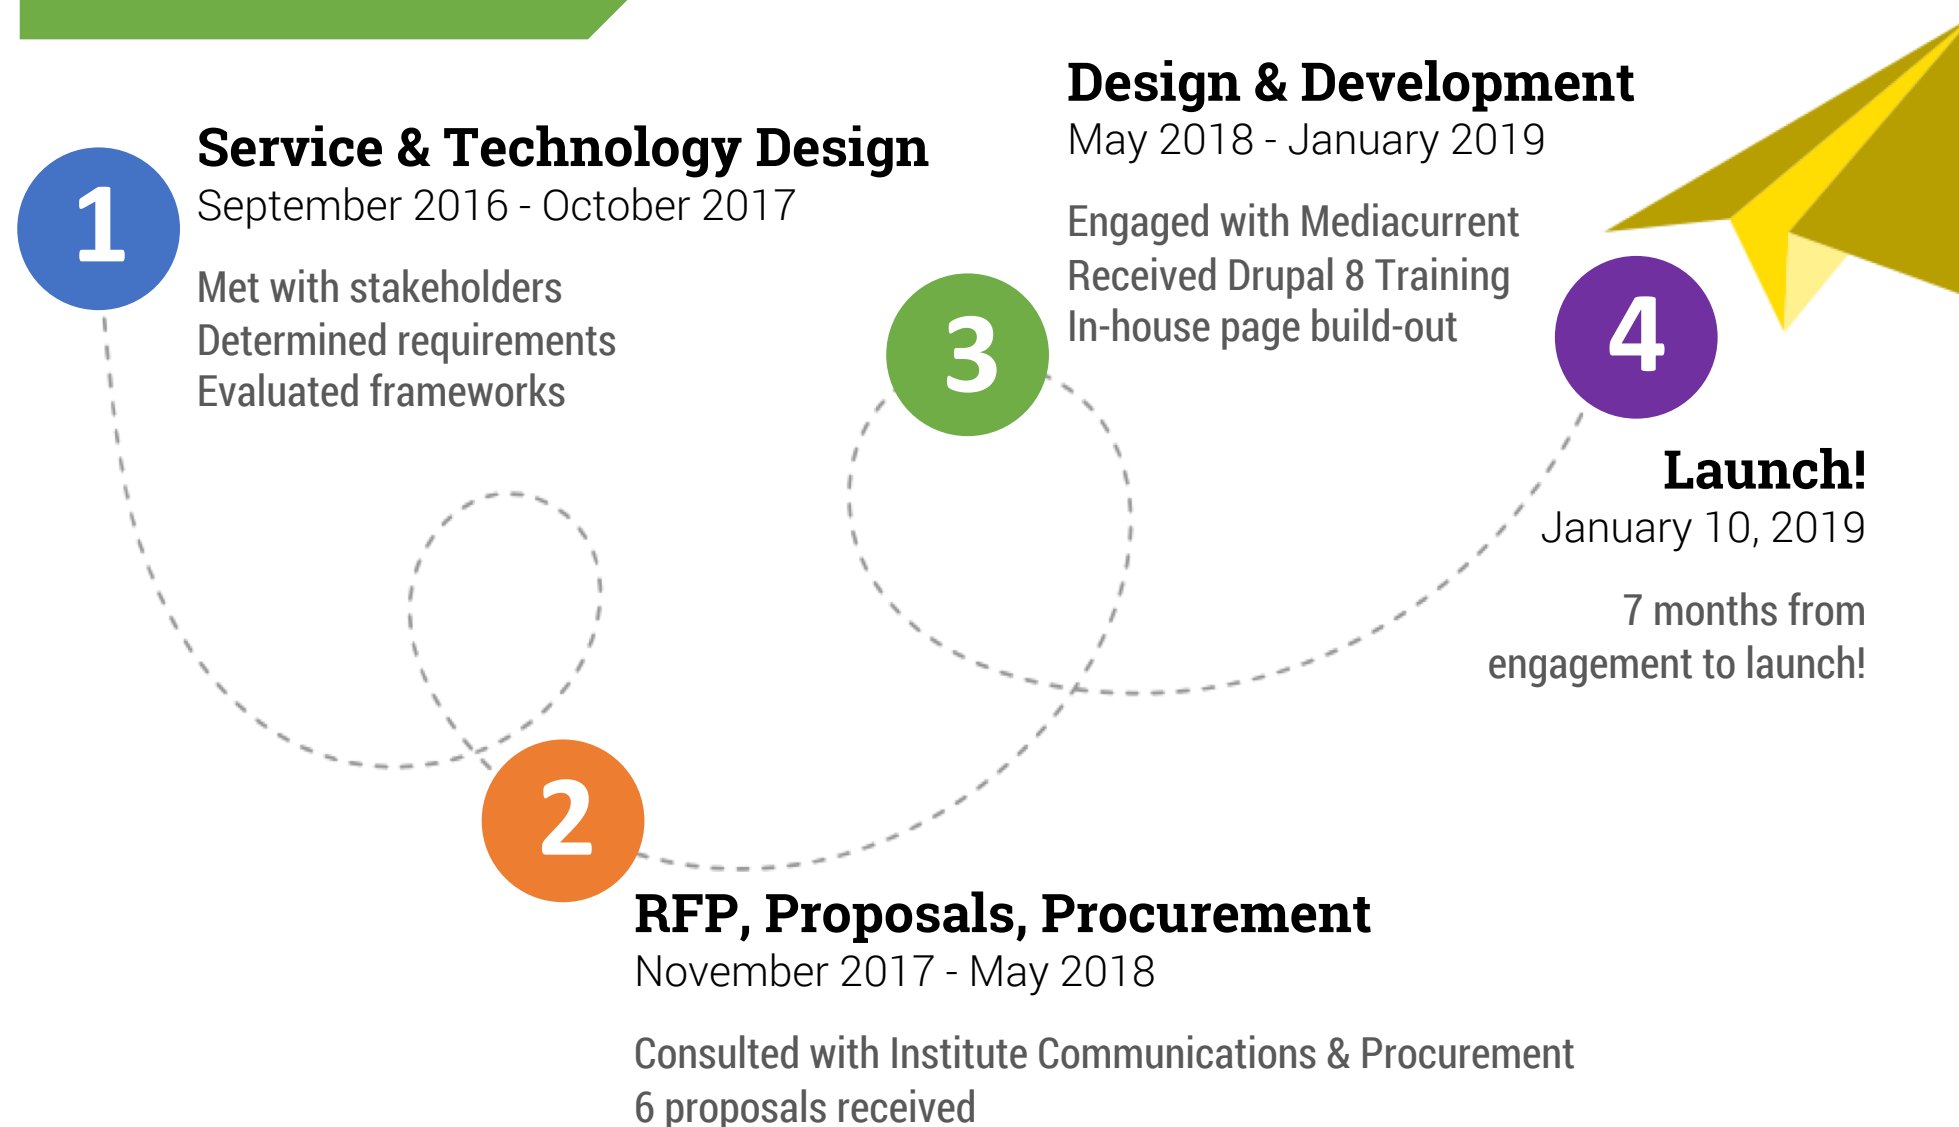 1
Service & Technology Design
September 2016 - October 2017
Met with stakeholders
Determined requirements
Evaluated frameworks
2
RFP, Proposals, Procurement
November 2017 - May 2018
Consulted with Institute Communications & Procurement
6 proposals received
3
Design & Development
May 2018 - January 2019
Engaged with Mediacurrent
Received Drupal 8 Training
In-house page build-out
4
Launch!
January 10, 2019
7 months from
engagement to launch!